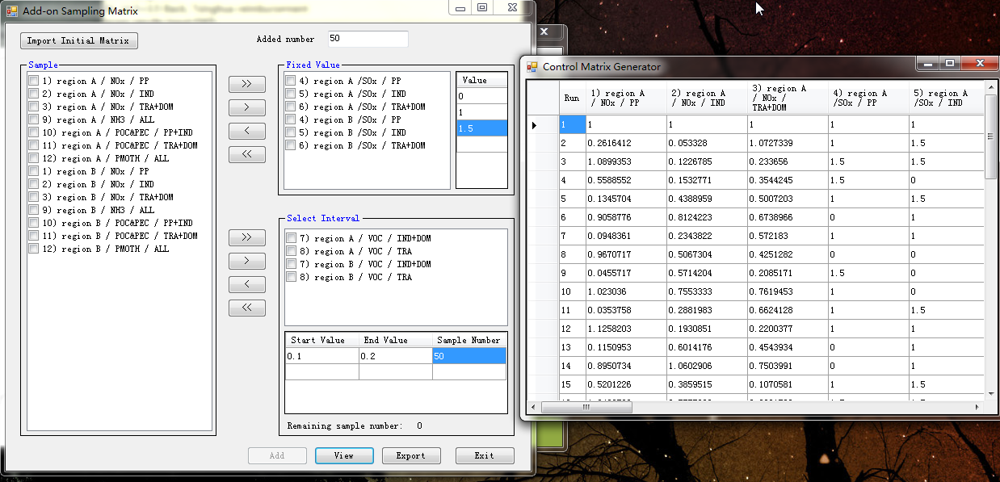 Add-on Sampling Matrix
Import Initial Matrix
Added number
50
Sample
1) region A / NOx / PP
2) region A / NOx / IND
3) region A / NOx / TRA+DOM
9) region A / NH3 / ALL
10) region A / POC&PEC / PP+IND
11) region A / POC&PEC / TRA+DOM
12) region A / PMOTH / ALL
1) region B / NOx / PP
2) region B / NOx / IND
3) region B / NOx / TRA+DOM
9) region B / NH3 / ALL
10) region B / POC&PEC / PP+IND
11) region B / POC&PEC / TRA+DOM
12) region B / PMOTH / ALL
>>
>
<
<<
>>
>
<
<<
Fixed Value
4) region A /SOx / PP
5) region A /SOx / IND
6) region A /SOx / TRA+DOM
4) region B /SOx / PP
5) region B /SOx / IND
6) region B /SOx / TRA+DOM
Value
0
1
1.5
Select Interval
7) region A / VOC / IND+DOM
8) region A / VOC / TRA
7) region B / VOC / IND+DOM
8) region B / VOC / TRA
Start Value End Value Sample Number
0.1 0.2 50
Remaining sample number: 0
Add View Export Exit
Control Matrix Generator
Run 1) region A / NOx / PP 2) region A / NOx / IND 3) region A / NOx / TRA+DOM 4) region A /SOx / PP 5) region A /SOx / IND
1 1 1 1 1 1
2 0.2616412 0.053328 1.0727339 1 1.5
3 1.0899353 0.1226785 0.233656 1.5 1.5
4 0.5588552 0.1532771 0.3544245 1.5 0
5 0.1345704 0.4388959 0.5007203 1 1.5
6 0.9058776 0.8124223 0.6738966 0 1
7 0.0948361 0.2343822 0.572183 1 1
8 0.9670717 0.5067304 0.4251282 0 0
9 0.0455717 0.5714204 0.2085171 1.5 0
10 1.023036 0.7553333 0.7619453 1 0
11 0.0353758 0.2881983 0.6624128 1 1.5
12 1.1258203 0.1930851 0.2200377 1 1
13 0.1150953 0.6014176 0.4543934 0 1
14 0.8950734 1.0602906 0.7503991 0 1
15 0.5201226 0.3859515 0.1070581 1 1.5